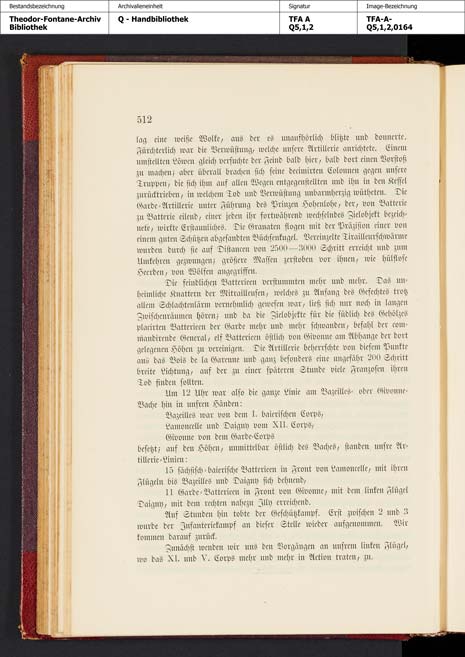 Bestandsbezeichnung
Archivalieneinheit
Signatur
Image-Bezeichnung
Theodor-Fontane-Archiv
Bibliothek
Q - Handbibliothek
TFA A
Q5,1,2
TFA-A-
Q5,1,2,0164
512
lag eine weiße Wolke, aus der es unaufhörlich blitzte und donnerte.
Fürchterlich war die Verwüstung, welche unsere Artillerie anrichtete. Einem
umstellten Löwen gleich versuchte der Feind bald hier, bald dort einen Vorstoß
zu machen; aber überall brachen sich seine decimirten Colonnen gegen unsere
Truppen, die sich ihm auf allen Wegen entgegenstellten und ihn in den Kessel
zurücktrieben, in welchem Tod und Verwüstung unbarmherzig wütheten. Die
Garde-Artillerie unter Führung des Prinzen Hohenlohe, der, von Batterie
zu Batterie eilend, einer jeden ihr fortwährend wechselndes Zielobjekt bezeich-
nete, wirkte Erstaunliches. Die Granaten flogen mit der Präzision einer von
einem guten Schützen abgesandten Büchsenkugel. Vereinzelte Tirailleurschwärme
wurden durch sie auf Distancen von 2500—3000 Schritt erreicht und zum
Umkehren gezwungen; größere Massen zerstoben vor ihnen, wie hülflose
Heerden, von Wölfen angegriffen.
Die feindlichen Batterieen verstummten mehr und mehr. Das un-
heimliche Knattern der Mitrailleusen, welches zu Anfang des Gefechtes trotz
allem Schlachtenlärm vernehmlich gewesen war, ließ sich nur noch in langen
Zwischenräumen hören; und da die Zielobjekte für die südlich des Gehölzes
placirten Batterieen der Garde mehr und mehr schwanden, befahl der com-
mandirende General, elf Batterieen östlich von Givonne am Abhange der dort
gelegenen Höhen zu vereinigen. Die Artillerie beherrschte von diesem Punkte
aus das Bois de la Garenne und ganz besonders eine ungefähr 200 Schritt
breite Lichtung, auf der zu einer späteren Stunde viele Franzosen ihren
Tod finden sollten.
Um 12 Uhr war also die ganze Linie am Bazeilles- oder Givonne-
Bache hin in unsren Händen:
Bazeilles war von dem I. baierischen Corps,
Lamoncelle und Daigny vom XII. Corps,
Givonne von dem Garde-Corps
besetzt; auf den Höhen, unmittelbar östlich des Baches, standen unsre Ar-
tillerie-Linien:
15 sächsisch-baierische Batterieen in Front von Lamoncelle, mit ihren
Flügeln bis Bazeilles und Daigny sich dehnend,
11 Garde-Batterieen in Front von Givonne, mit dem linken Flügel
Daigny, mit dem rechten nahezu Illy erreichend.
Auf Stunden hin tobte der Geschützkampf. Erst zwischen 2 und 3
wurde der Infanteriekampf an dieser Stelle wieder aufgenommen. Wir
kommen darauf zurück.
Zunächst wenden wir uns den Vorgängen an unsrem linken Flügel,
wo das XI. und V. Corps mehr und mehr in Action traten, zu.